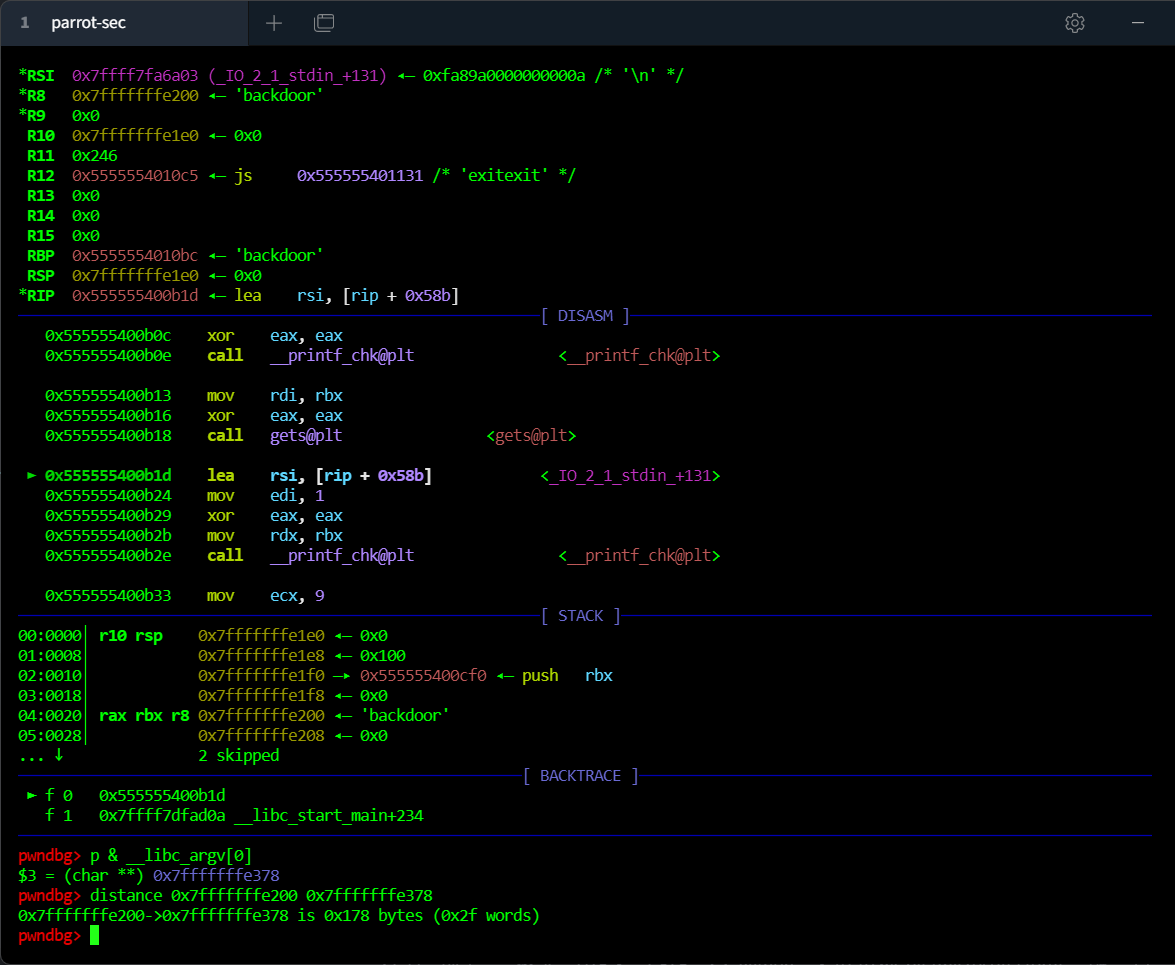 1 parrot-sec
*RSI 0x7ffff7fa6a03 (_IO_2_1_stdin_+131) ◂— 0xfa89a0000000000a /* '\n' */
*R8 0x7fffffffe200 ◂— 'backdoor'
*R9 0x0
R10 0x7fffffffe1e0 ◂— 0x0
R11 0x246
R12 0x5555554010c5 ◂— js 0x555555401131 /* 'exitexit' */
R13 0x0
R14 0x0
R15 0x0
RBP 0x5555554010bc ◂— 'backdoor'
RSP 0x7fffffffe1e0 ◂— 0x0
*RIP 0x555555400b1d ◂— lea rsi, [rip + 0x58b]
[ DISASM ]
0x555555400b0c xor eax, eax
0x555555400b0e call __printf_chk@plt <__printf_chk@plt>
0x555555400b13 mov rdi, rbx
0x555555400b16 xor eax, eax
0x555555400b18 call gets@plt <gets@plt>
► 0x555555400b1d lea rsi, [rip + 0x58b] <_IO_2_1_stdin_+131>
0x555555400b24 mov edi, 1
0x555555400b29 xor eax, eax
0x555555400b2b mov rdx, rbx
0x555555400b2e call __printf_chk@plt <__printf_chk@plt>
0x555555400b33 mov ecx, 9
[ STACK ]
00:0000│ r10 rsp 0x7fffffffe1e0 ◂— 0x0
01:0008│ 0x7fffffffe1e8 ◂— 0x100
02:0010│ 0x7fffffffe1f0 —▸ 0x555555400cf0 ◂— push rbx
03:0018│ 0x7fffffffe1f8 ◂— 0x0
04:0020│ rax rbx r8 0x7fffffffe200 ◂— 'backdoor'
05:0028│ 0x7fffffffe208 ◂— 0x0
... ↓ 2 skipped
[ BACKTRACE ]
► f 0 0x555555400b1d
f 1 0x7ffff7dfad0a __libc_start_main+234
pwndbg> p & __libc_argv[0]
$3 = (char **) 0x7fffffffe378
pwndbg> distance 0x7fffffffe200 0x7fffffffe378
0x7fffffffe200->0x7fffffffe378 is 0x178 bytes (0x2f words)
pwndbg>